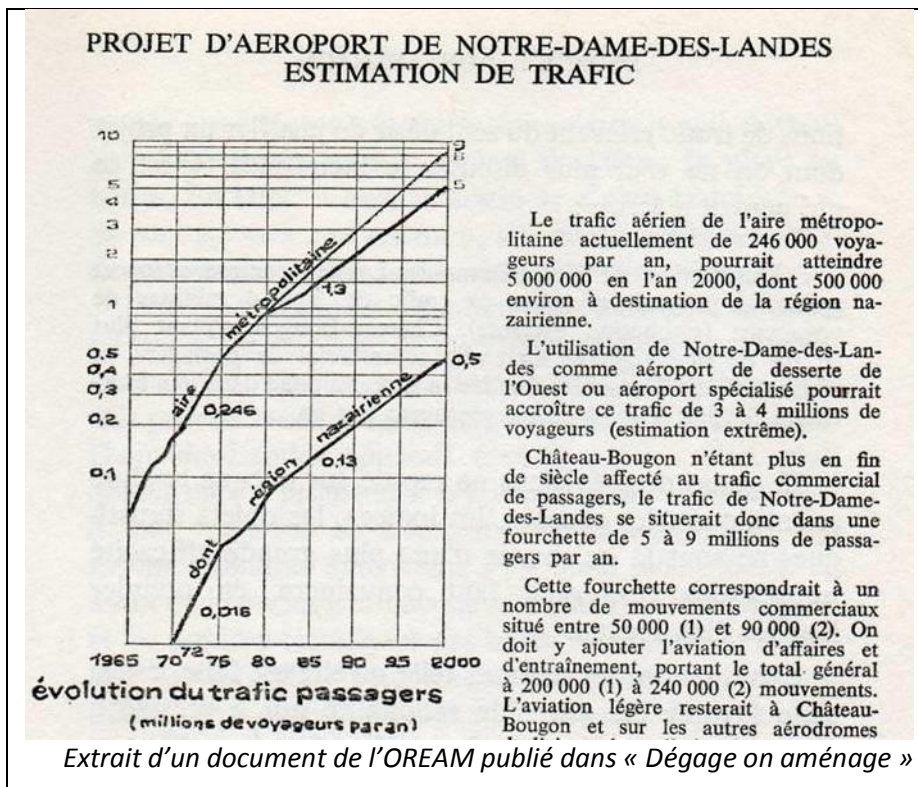 PROJET D'AEROPORT DE NOTRE-DAME-DES-LANDES
ESTIMATION DE TRAFIC
10
5
4
3
2
1
0,5
0,4
0,3
0,2
0,1
9
8
5
1,3
aire métropolitaine
0,246
0,5
0,13
dont région nazairienne
0,016
1965 70 72 75 80 85 90 95 2000
évolution du trafic passagers
(millions de voyageurs par an)
Le trafic aérien de l'aire métropo-
litaine actuellement de 246 000 voya-
geurs par an, pourrait atteindre
5 000 000 en l'an 2000, dont 500 000
environ à destination de la région na-
zairienne.
L'utilisation de Notre-Dame-des-Lan-
des comme aéroport de desserte de
l'Ouest ou aéroport spécialisé pourrait
accroître ce trafic de 3 à 4 millions de
voyageurs (estimation extrême).
Château-Bougon n'étant plus en fin
de siècle affecté au trafic commercial
de passagers, le trafic de Notre-Dame-
des-Landes se situerait donc dans une
fourchette de 5 à 9 millions de passa-
gers par an.
Cette fourchette correspondrait à un
nombre de mouvements commerciaux
situé entre 50 000 (1) et 90 000 (2). On
doit y ajouter l'aviation d'affaires et
d'entraînement, portant le total général
à 200 000 (1) à 240 000 (2) mouvements.
L'aviation légère resterait à Château-
Bougon et sur les autres aérodromes
Extrait d'un document de l'OREAM publié dans « Dégage on aménage »